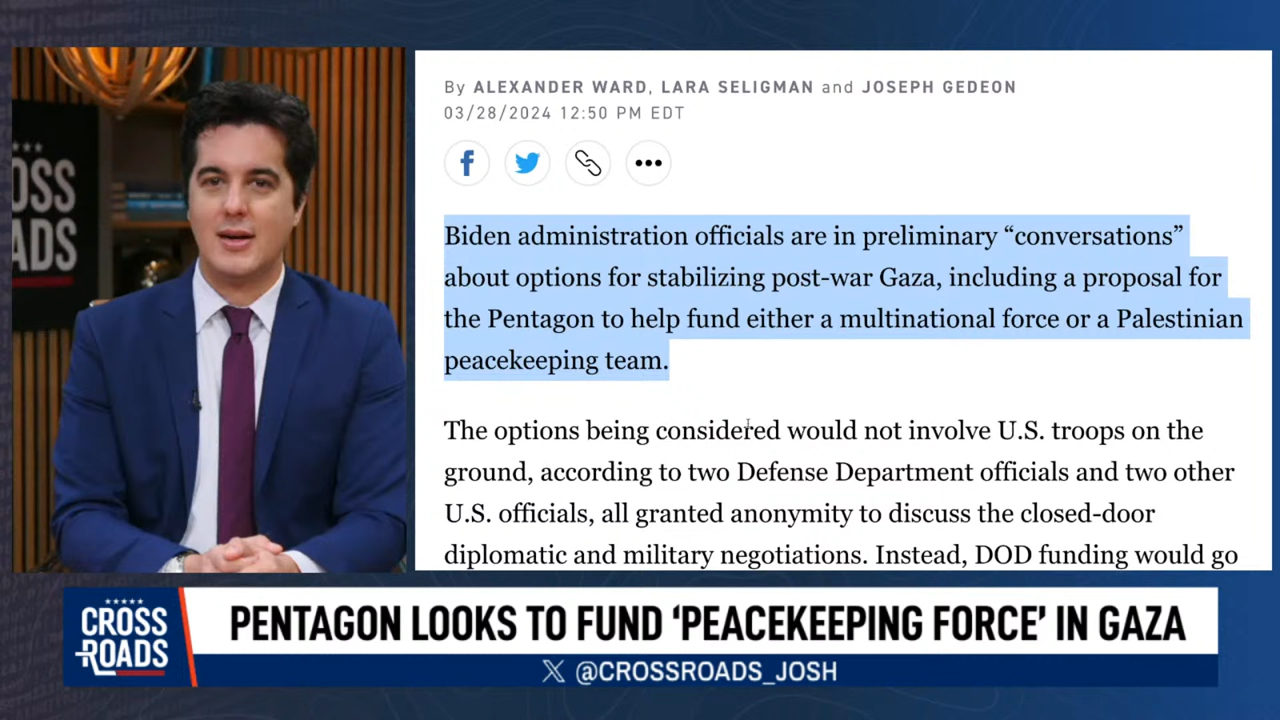 OSS
ADS
By ALEXANDER WARD, LARA SELIGMAN and JOSEPH GEDEON
03/28/2024 12:50 PM EDT
Biden administration officials are in preliminary “conversations”
about options for stabilizing post-war Gaza, including a proposal for
the Pentagon to help fund either a multinational force or a Palestinian
peacekeeping team.
The options being considered would not involve U.S. troops on the
ground, according to two Defense Department officials and two other
U.S. officials, all granted anonymity to discuss the closed-door
diplomatic and military negotiations. Instead, DOD funding would go
CROSS
ROADS
PENTAGON LOOKS TO FUND ‘PEACEKEEPING FORCE’ IN GAZA
@CROSSROADS_JOSH